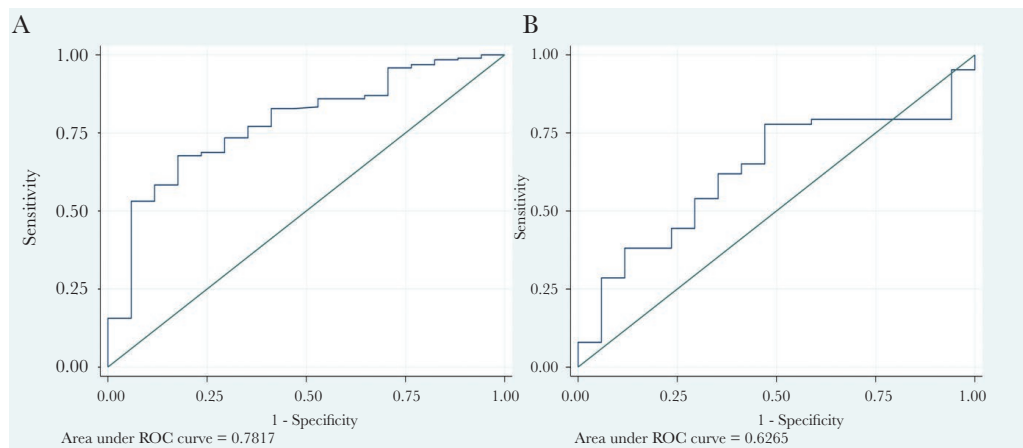 A
Sensitivity
1.00
0.75
0.50
0.25
0.00
0.00 0.25 0.50 0.75 1.00
1 - Specificity
Area under ROC curve = 0.7817
B
Sensitivity
1.00
0.75
0.50
0.25
0.00
0.00 0.25 0.50 0.75 1.00
1 - Specificity
Area under ROC curve = 0.6265